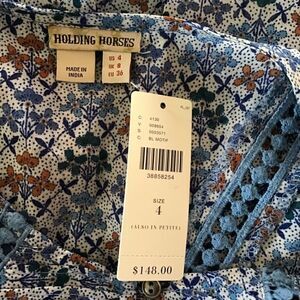 HOLDING HORSES
MADE IN
INDIA
US 4
UK 8
EU 36
D: 4130
S:
C: BL MOTIF
38858254
SIZE
4
(ALSO IN PETITE)
$148.00